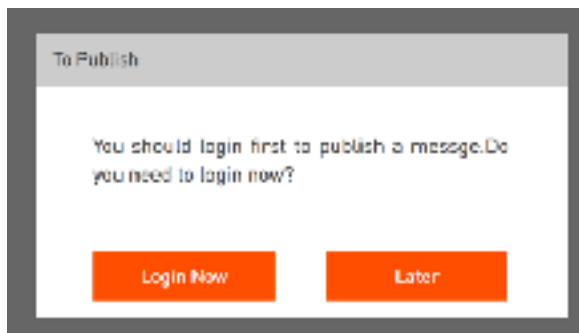 To Publish
You should login first to publish a messge.Do
you need to login now?
Login Now
Later